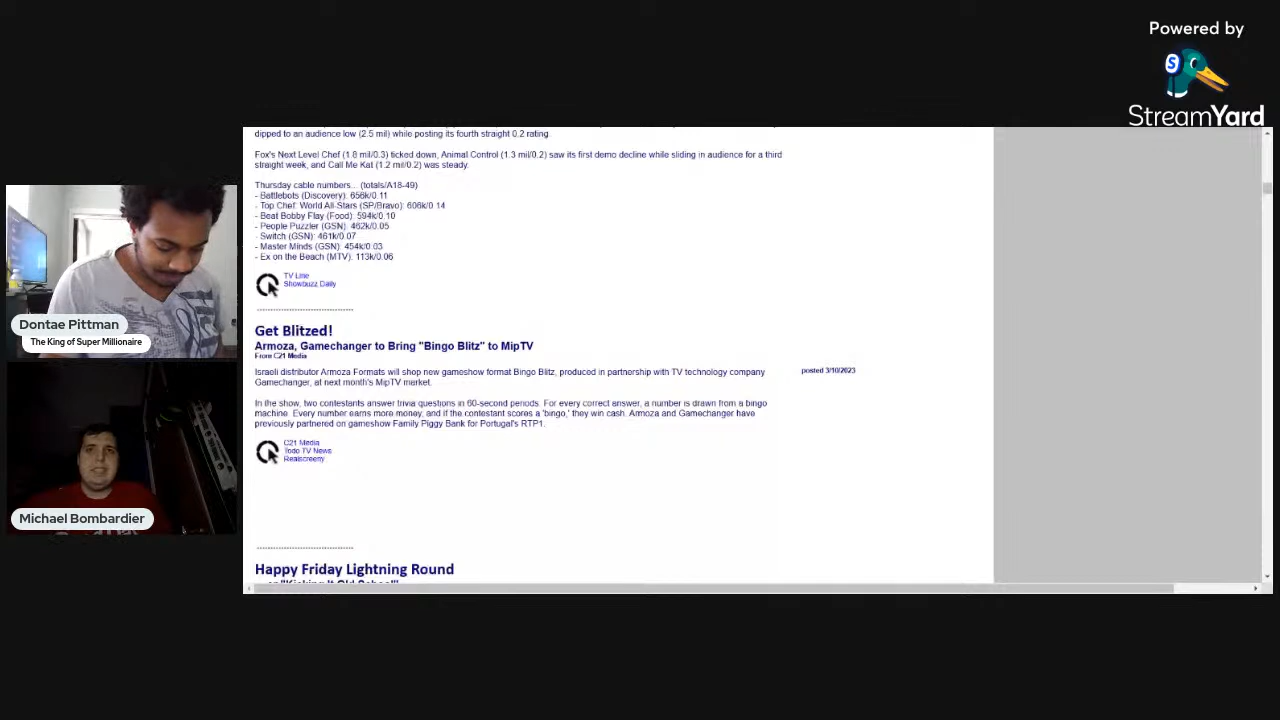 Powered by
StreamYard
dipped to an audience low (2.5 mil) while posting its fourth straight 0.2 rating
Fox's Next Level Chef (1.8 mil/0.3) ticked down, Animal Control (1.3 mil/0.2) saw its first demo decline while sliding in audience for a third
straight week, and Call Me Kat (1.2 mil/0.2) was steady.
Thursday cable numbers... (totals/A18-49)
- Battlebots (Discovery): 656k/0.11
- Top Chef: World All-Stars (SP/Bravo): 606k/0.14
- Beat Bobby Flay (Food): 594k/0.10
- People Puzzler (GSN): 462k/0.05
- Switch (GSN): 461k/0.07
- Master Minds (GSN): 454k/0.03
- Ex on the Beach (MTV): 113k/0.06
TV Line
Showbuzz Daily
Get Blitzed!
Armoza, Gamechanger to Bring "Bingo Blitz" to MipTV
From C21 Media
Israeli distributor Armoza Formats will shop new gameshow format Bingo Blitz, produced in partnership with TV technology company
Gamechanger, at next month's MipTV market.
posted 3/10/2023
In the show, two contestants answer trivia questions in 60-second periods. For every correct answer, a number is drawn from a bingo
machine. Every number earns more money, and if the contestant scores a 'bingo,' they win cash. Armoza and Gamechanger have
previously partnered on gameshow Family Piggy Bank for Portugal's RTP1.
C21 Media
Todo TV News
Realscreeny
Happy Friday Lightning Round
"Kicking It Old School"
Dontae Pittman
The King of Super Millionaire
Michael Bombardier